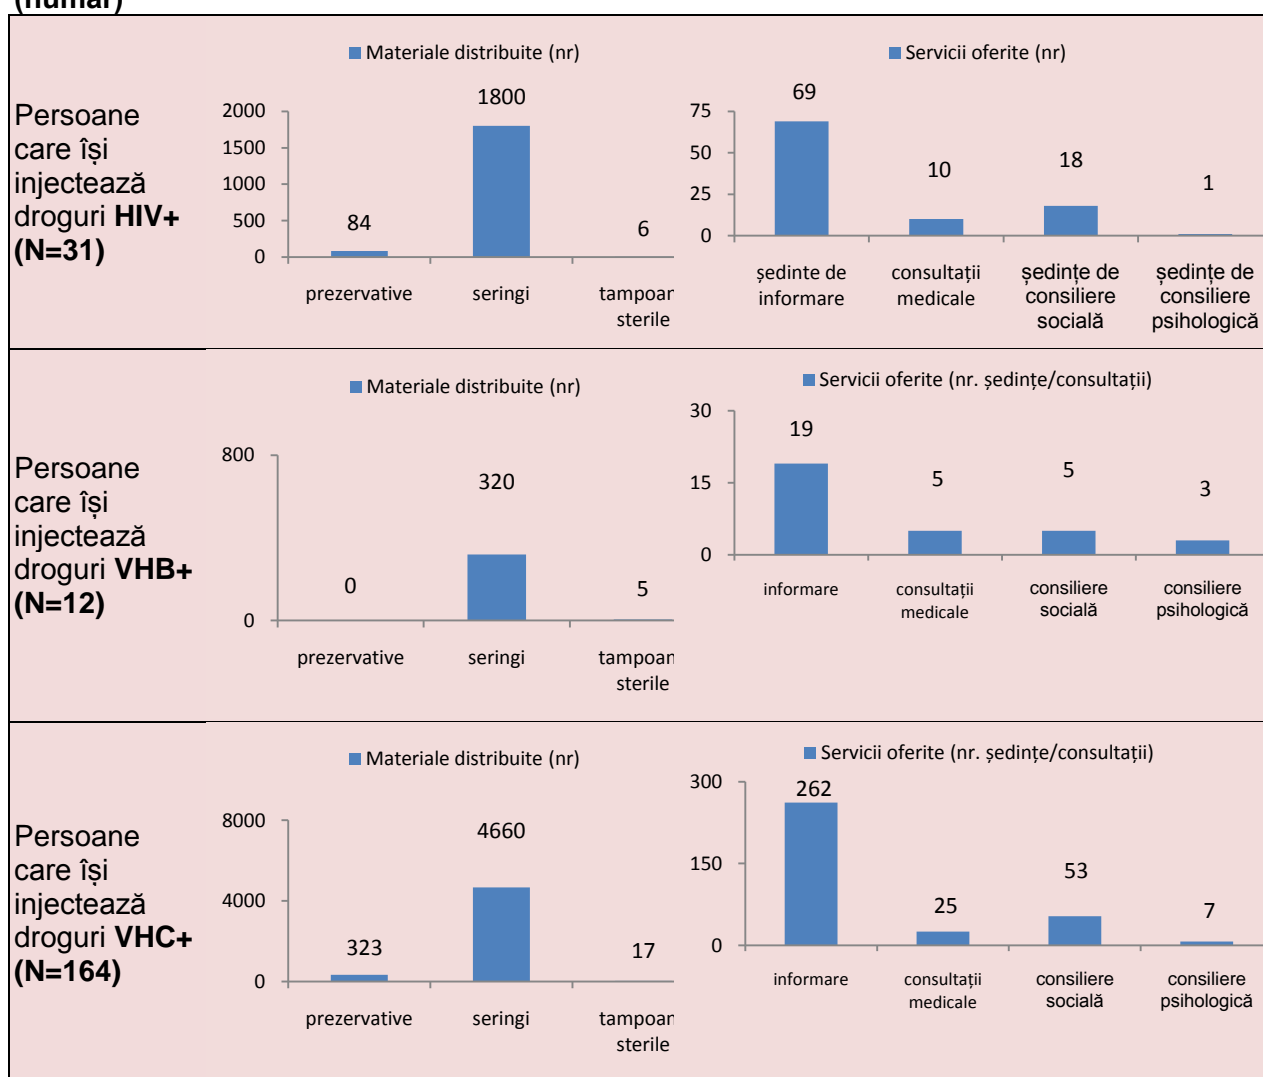 (număr)
Persoane
care își
injectează
droguri HIV+
(N=31)
Materiale distribuite (nr)
2000
1500
1000
500
0
84
1800
6
prezervative
seringi
tampoan
sterile
Servicii oferite (nr)
75
50
25
0
69
10
18
1
ședinte de
informare
consultații
medicale
ședințe de
consiliere
socială
ședințe de
consiliere
psihologică
Persoane
care își
injectează
droguri VHB+
(N=12)
Materiale distribuite (nr)
800
0
0
320
5
prezervative
seringi
tampoan
sterile
Servicii oferite (nr. ședințe/consultații)
30
15
0
19
5
5
3
informare
consultații
medicale
consiliere
socială
consiliere
psihologică
Persoane
care își
injectează
droguri VHC+
(N=164)
Materiale distribuite (nr)
8000
4000
0
323
4660
17
prezervative
seringi
tampoan
sterile
Servicii oferite (nr. ședințe/consultații)
300
150
0
262
25
53
7
informare
consultații
medicale
consiliere
socială
consiliere
psihologică